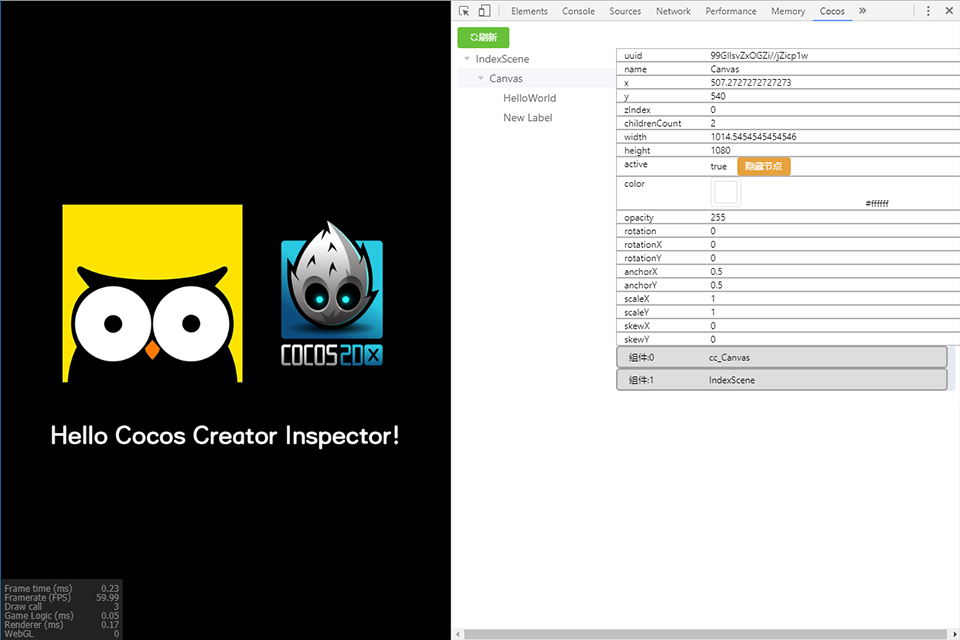 COCOS2DX
Hello Cocos Creator Inspector!
Frame time (ms) 0.23
Framerate (FPS) 59.99
Draw call 3
Game Logic (ms) 0.05
Renderer (ms) 0.17
WebGL 0
Elements Console Sources Network Performance Memory Cocos »
刷新
IndexScene
Canvas
HelloWorld
New Label
uuid 99GIlsvZxOGZi//jZicp1w
name Canvas
x 507.2727272727273
y 540
zIndex 0
childrenCount 2
width 1014.5454545454546
height 1080
active true 隐藏节点
color #ffffff
opacity 255
rotation 0
rotationX 0
rotationY 0
anchorX 0.5
anchorY 0.5
scaleX 1
scaleY 1
skewX 0
skewY 0
组件:0 cc_Canvas
组件:1 IndexScene